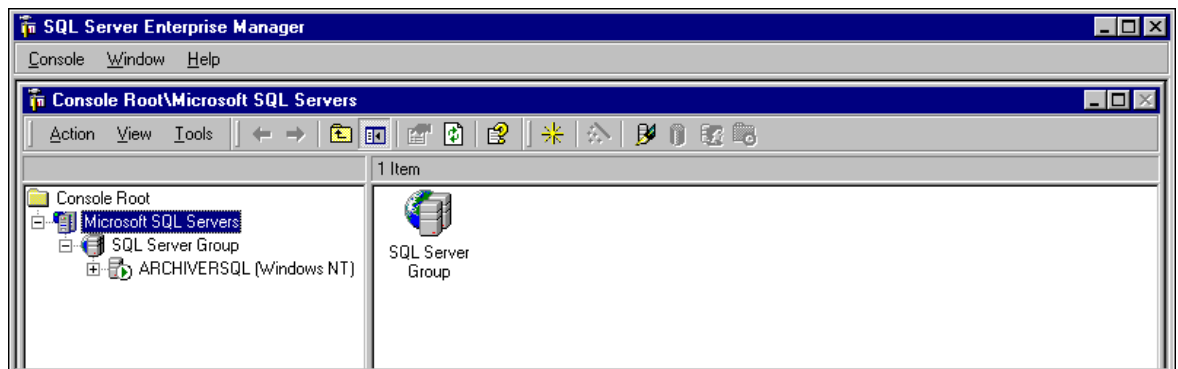 SQL Server Enterprise Manager
Console Window Help
Console Root\Microsoft SQL Servers
Action View Tools
1 Item
Console Root
Microsoft SQL Servers
SQL Server Group
ARCHIVERSQL (Windows NT)
SQL Server
Group